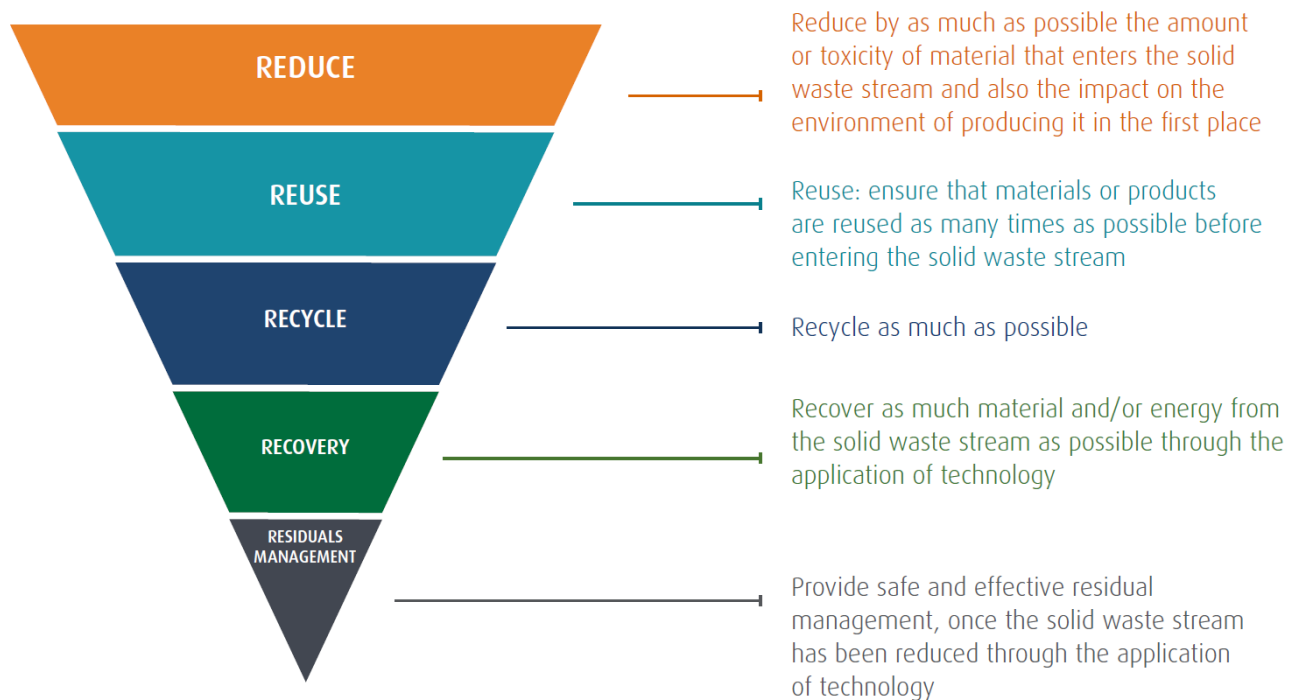 REDUCE
Reduce by as much as possible the amount
or toxicity of material that enters the solid
waste stream and also the impact on the
environment of producing it in the first place
REUSE
Reuse: ensure that materials or products
are reused as many times as possible before
entering the solid waste stream
RECYCLE
Recycle as much as possible
RECOVERY
Recover as much material and/or energy from
the solid waste stream as possible through the
application of technology
RESIDUALS
MANAGEMENT
Provide safe and effective residual
management, once the solid waste stream
has been reduced through the application
of technology